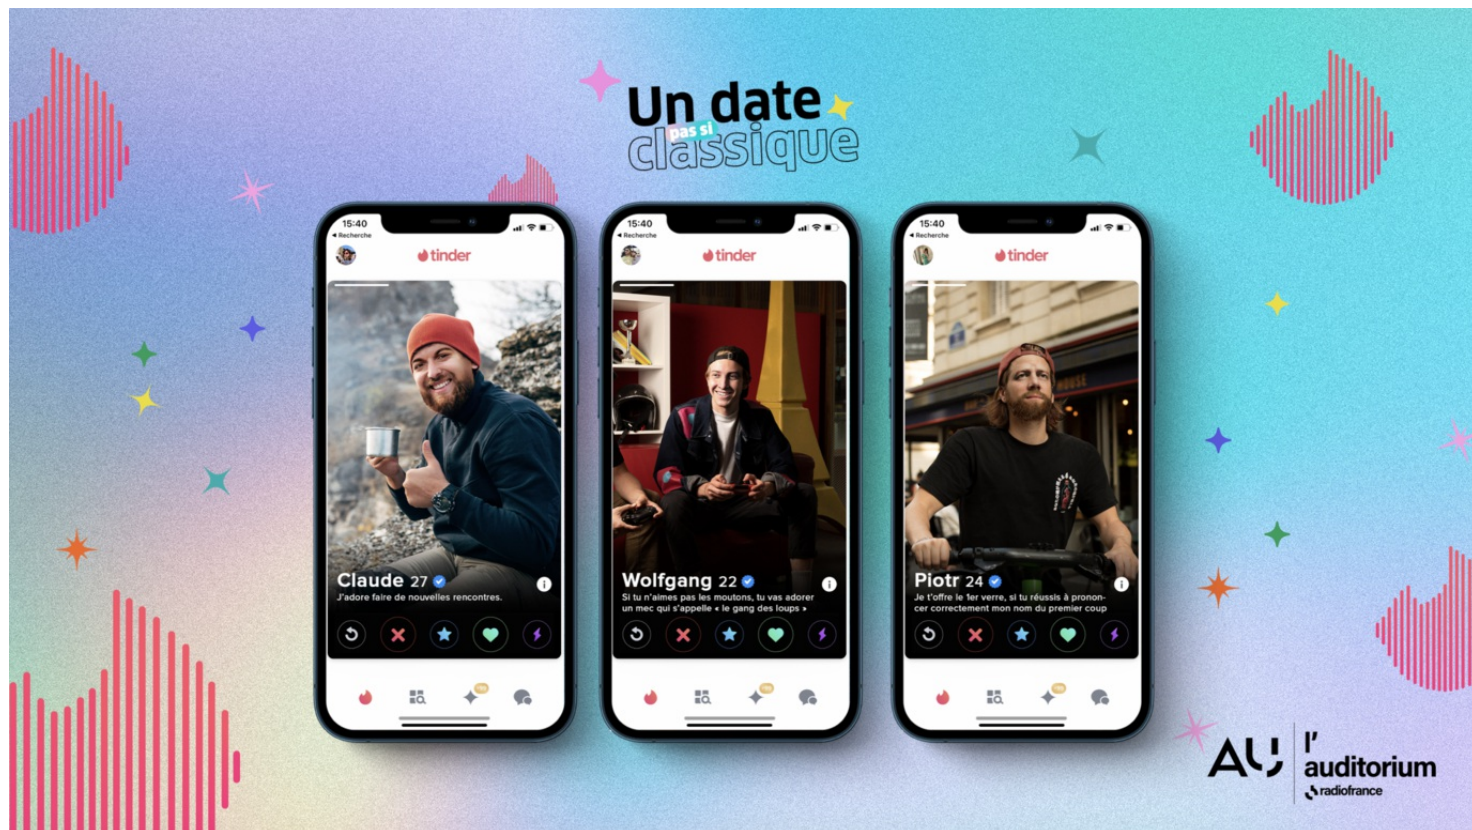 Un date
pas si
classique
15:40
◀ Recherche
tinder
Claude 27
J'adore faire de nouvelles rencontres.
15:40
◀ Recherche
tinder
Wolfgang 22
Si tu n'aimes pas les moutons, tu vas adorer
un mec qui s'appelle « le gang des loups »
15:40
◀ Recherche
tinder
HOUSE
Piotr 24
Je t'offre le 1er verre, si tu réussis à pronon-
cer correctement mon nom du premier coup
AU
l'
auditorium
radiofrance